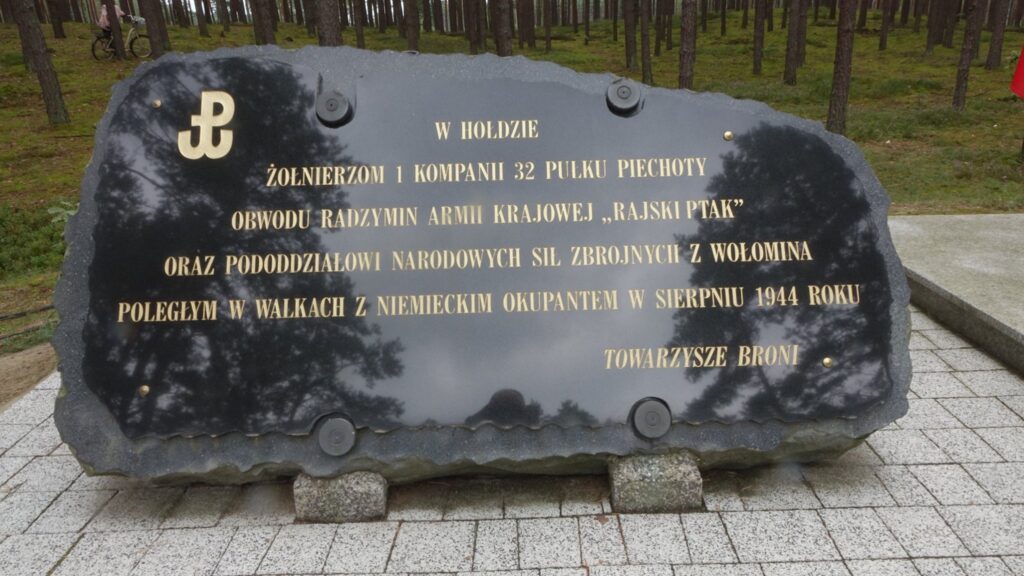 W HOŁDZIE
ŻOŁNIERZOM 1 KOMPANII 32 PUŁKU PIECHOTY
OBWODU RADZYMIN ARMII KRAJOWEJ „RAJSKI PTAK”
ORAZ PODODDZIAŁOWI NARODOWYCH SIŁ ZBROJNYCH Z WOŁOMINA
POLEGŁYM W WALKACH Z NIEMIECKIM OKUPANTEM W SIERPNIU 1944 ROKU
TOWARZYSZE BRONI